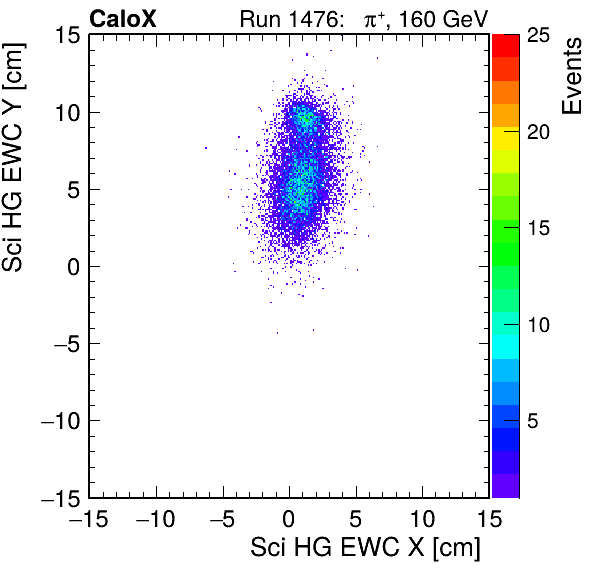 CaloX Run 1476: π⁺, 160 GeV
Sci HG EWC Y [cm]
15
10
5
0
−5
−10
−15
−15 −10 −5 0 5 10 15
Sci HG EWC X [cm]
Events
25
20
15
10
5